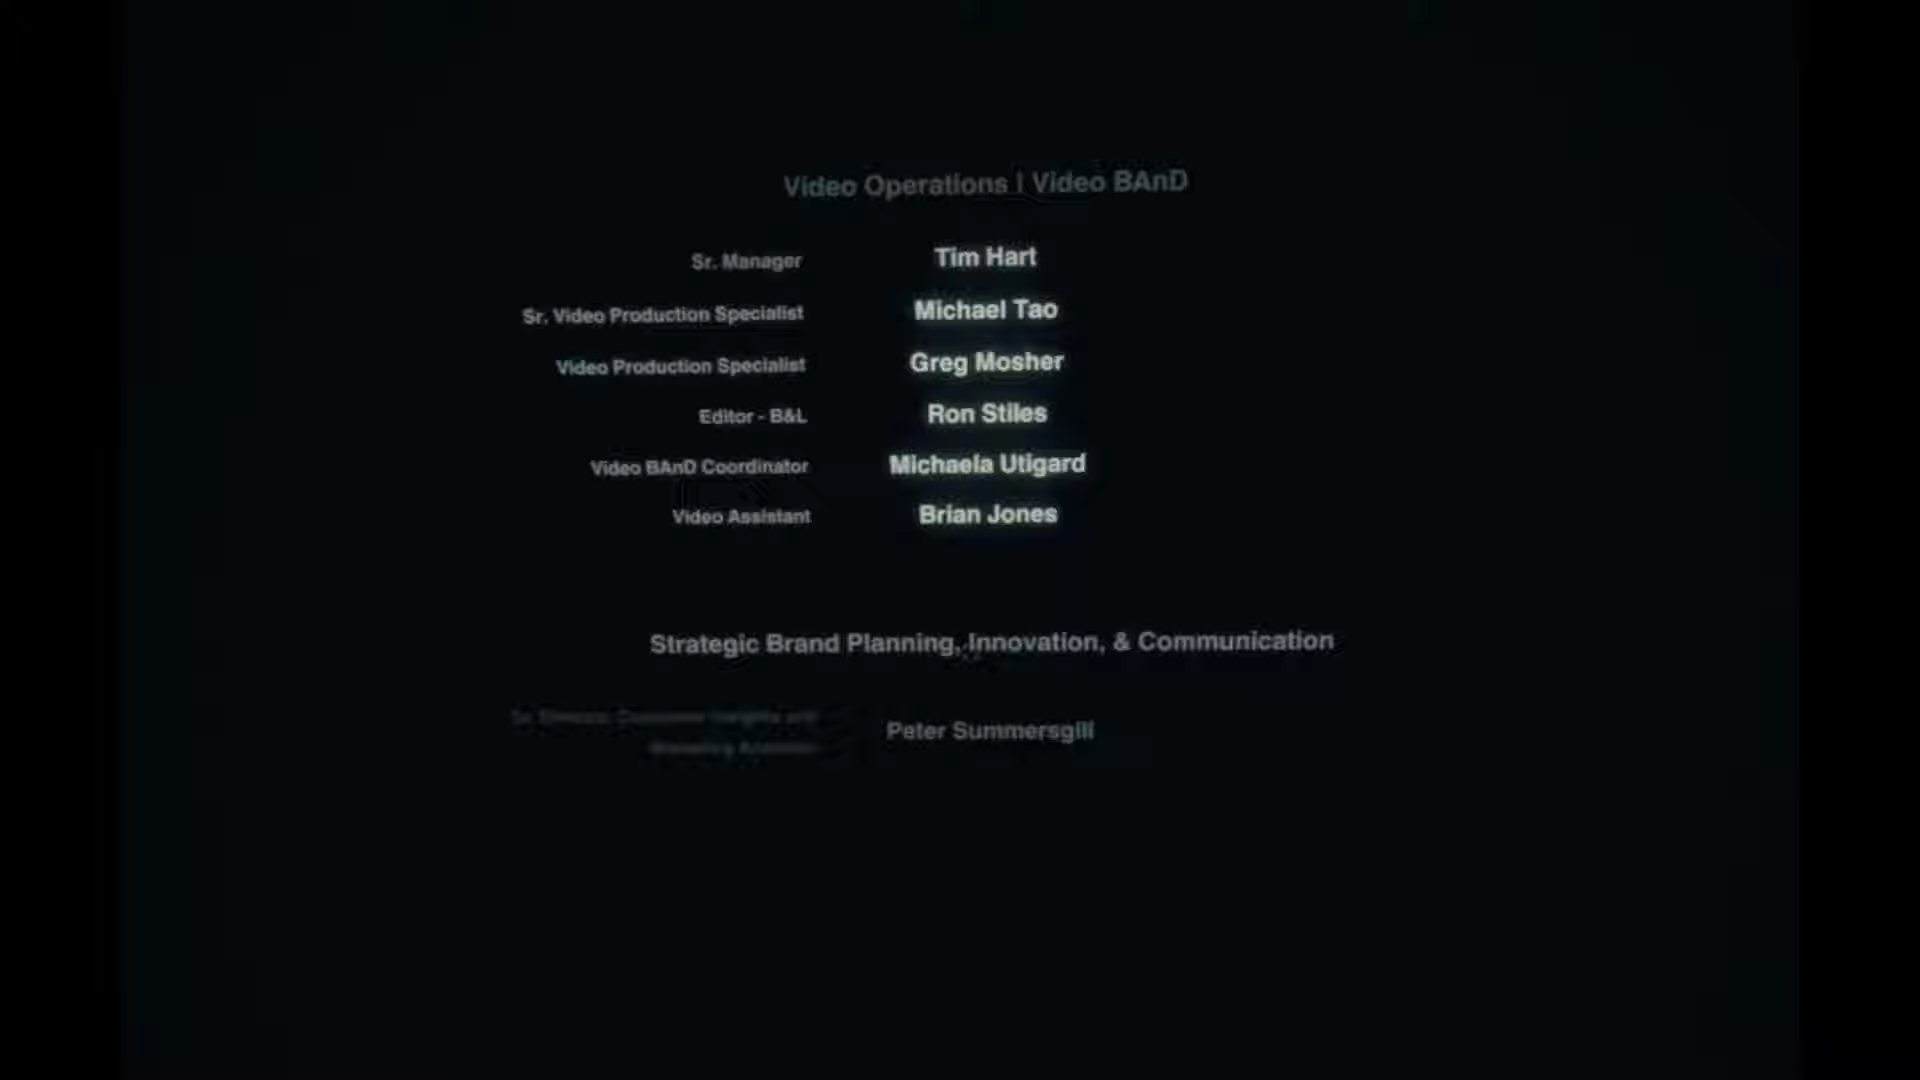 Video Operations | Video BAnD
Sr. Manager Tim Hart
Sr. Video Production Specialist Michael Tao
Video Production Specialist Greg Mosher
Editor - B&L Ron Stiles
Video BAnD Coordinator Michaela Utigard
Video Assistant Brian Jones
Strategic Brand Planning, Innovation, & Communication
Peter Summersgill